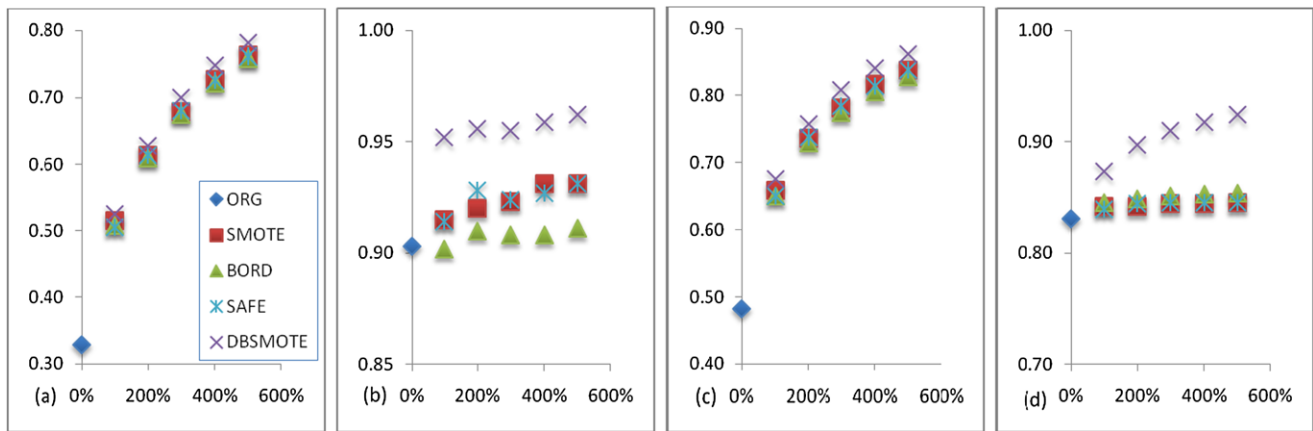 0.80
0.70
0.60
0.50
0.40
0.30
ORG
SMOTE
BORD
SAFE
DBSMOTE
(a) 0% 200% 400% 600%
1.00
0.95
0.90
0.85
(b) 0% 200% 400% 600%
0.90
0.80
0.70
0.60
0.50
0.40
(c) 0% 200% 400% 600%
1.00
0.90
0.80
0.70
(d) 0% 200% 400% 600%